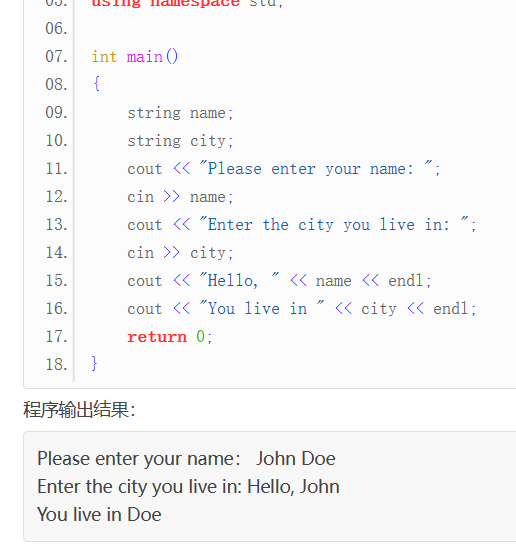 05. using namespace std;
06.
07. int main()
08. {
09. string name;
10. string city;
11. cout << "Please enter your name: ";
12. cin >> name;
13. cout << "Enter the city you live in: ";
14. cin >> city;
15. cout << "Hello, " << name << endl;
16. cout << "You live in " << city << endl;
17. return 0;
18. }
程序输出结果：
Please enter your name： John Doe
Enter the city you live in: Hello, John
You live in Doe